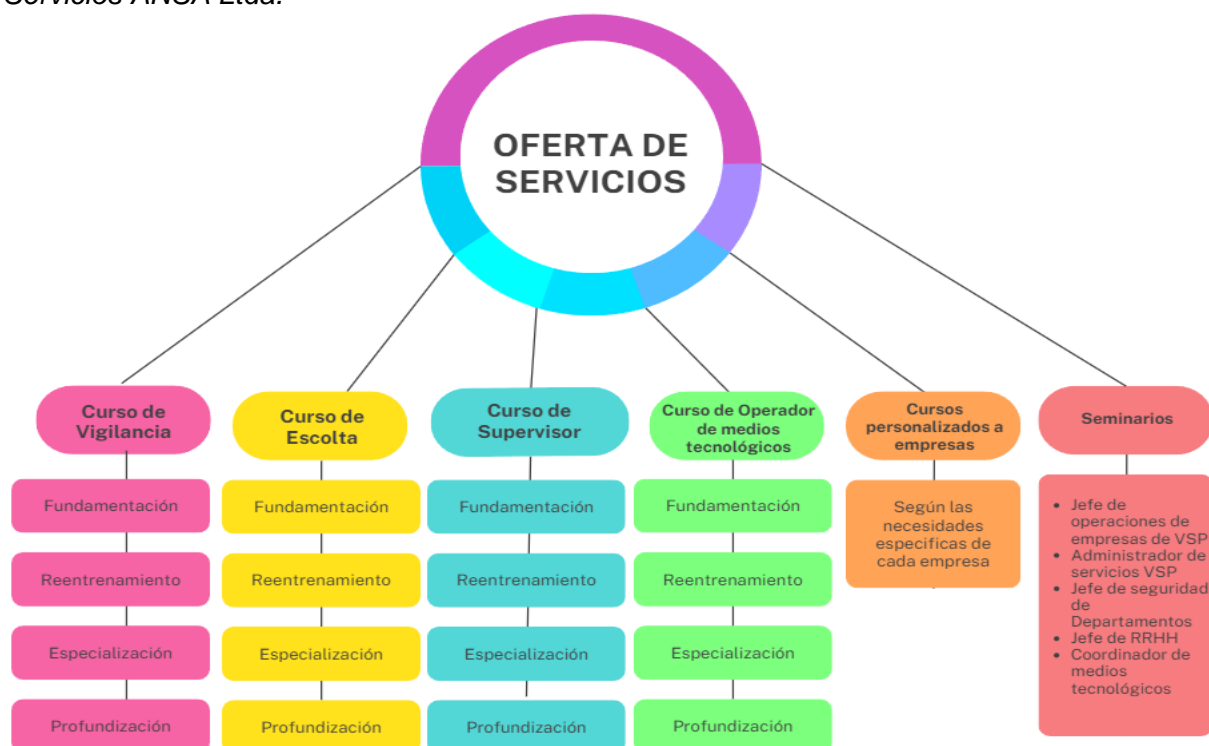 Servicios ANSA Ltda.
OFERTA DE
SERVICIOS
Curso de
Vigilancia
Fundamentación
Reentrenamiento
Especialización
Profundización
Curso de
Escolta
Fundamentación
Reentrenamiento
Especialización
Profundización
Curso de
Supervisor
Fundamentación
Reentrenamiento
Especialización
Profundización
Curso de Operador
de medios
tecnológicos
Fundamentación
Reentrenamiento
Especialización
Profundización
Cursos
personalizados a
empresas
Según las
necesidades
especificas de
cada empresa
Seminarios
• Jefe de
operaciones de
empresas de VSP
• Administrador de
servicios VSP
• Jefe de seguridad
de
Departamentos
• Jefe de RRHH
• Coordinador de
medios
tecnológicos